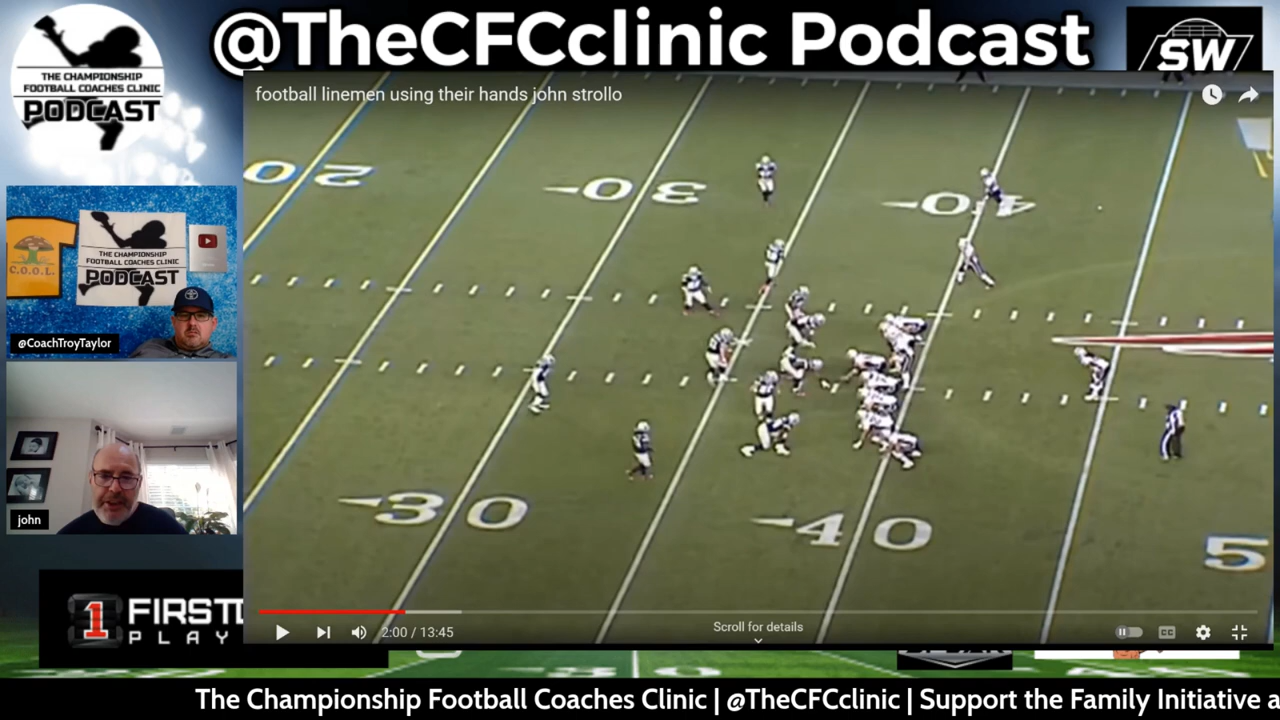 @TheCFCclinic Podcast
THE CHAMPIONSHIP
FOOTBALL COACHES CLINIC
PODCAST
SW
football linemen using their hands john strollo
20
30
40
C.O.O.L.
THE CHAMPIONSHIP
FOOTBALL COACHES CLINIC
PODCAST
@CoachTroyTaylor
john
30
40
5
1 FIRST
PLAY
2:00 / 13:45
Scroll for details
CC
The Championship Football Coaches Clinic | @TheCFCclinic | Support the Family Initiative a